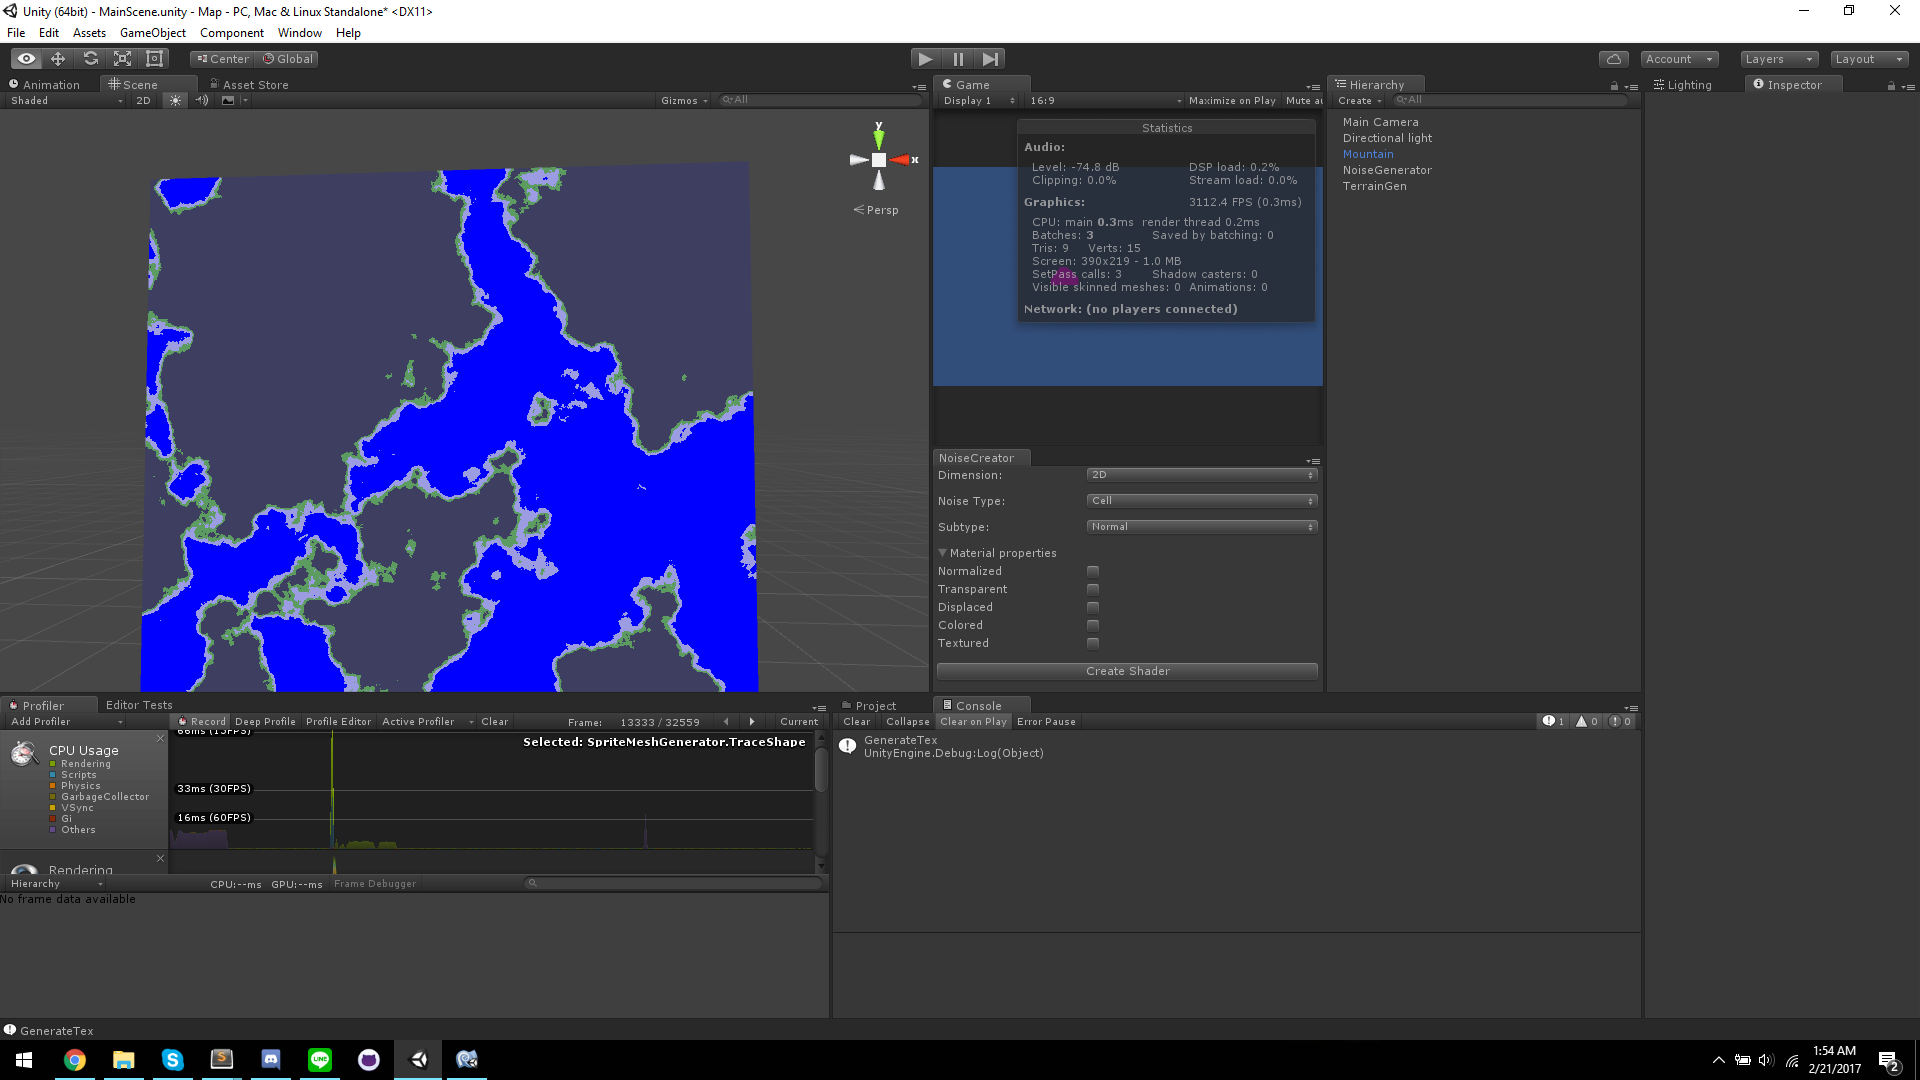 Unity (64bit) - MainScene.unity - Map - PC, Mac & Linux Standalone* <DX11>
File Edit Assets GameObject Component Window Help
Center Global
Account Layers Layout
Animation Scene Asset Store
Shaded 2D Gizmos All
y
x
Persp
Game
Display 1 16:9 Maximize on Play Mute au
Statistics
Audio:
Level: -74.8 dB DSP load: 0.2%
Clipping: 0.0% Stream load: 0.0%
Graphics: 3112.4 FPS (0.3ms)
CPU: main 0.3ms render thread 0.2ms
Batches: 3 Saved by batching: 0
Tris: 9 Verts: 15
Screen: 390x219 - 1.0 MB
SetPass calls: 3 Shadow casters: 0
Visible skinned meshes: 0 Animations: 0
Network: (no players connected)
NoiseCreator
Dimension: 2D
Noise Type: Cell
Subtype: Normal
Material properties
Normalized
Transparent
Displaced
Colored
Textured
Create Shader
Hierarchy
Create All
Main Camera
Directional light
Mountain
NoiseGenerator
TerrainGen
Lighting Inspector
Profiler Editor Tests
Add Profiler Record Deep Profile Profile Editor Active Profiler Clear Frame: 13333 / 32559 Current
CPU Usage
Rendering
Scripts
Physics
GarbageCollector
VSync
Gi
Others
66ms (15FPS)
Selected: SpriteMeshGenerator.TraceShape
33ms (30FPS)
16ms (60FPS)
Rendering
Hierarchy CPU:--ms GPU:--ms Frame Debugger
No frame data available
Project Console
Clear Collapse Clear on Play Error Pause 1 0 0
GenerateTex
UnityEngine.Debug:Log(Object)
GenerateTex
1:54 AM
2/21/2017
2